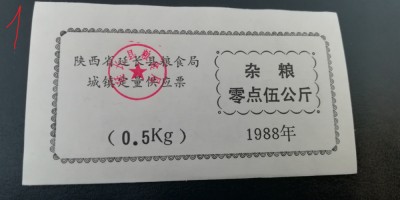 1
陕西省延长县粮食局
城镇定量供应票
(0.5Kg)
杂粮
零点伍公斤
1988年